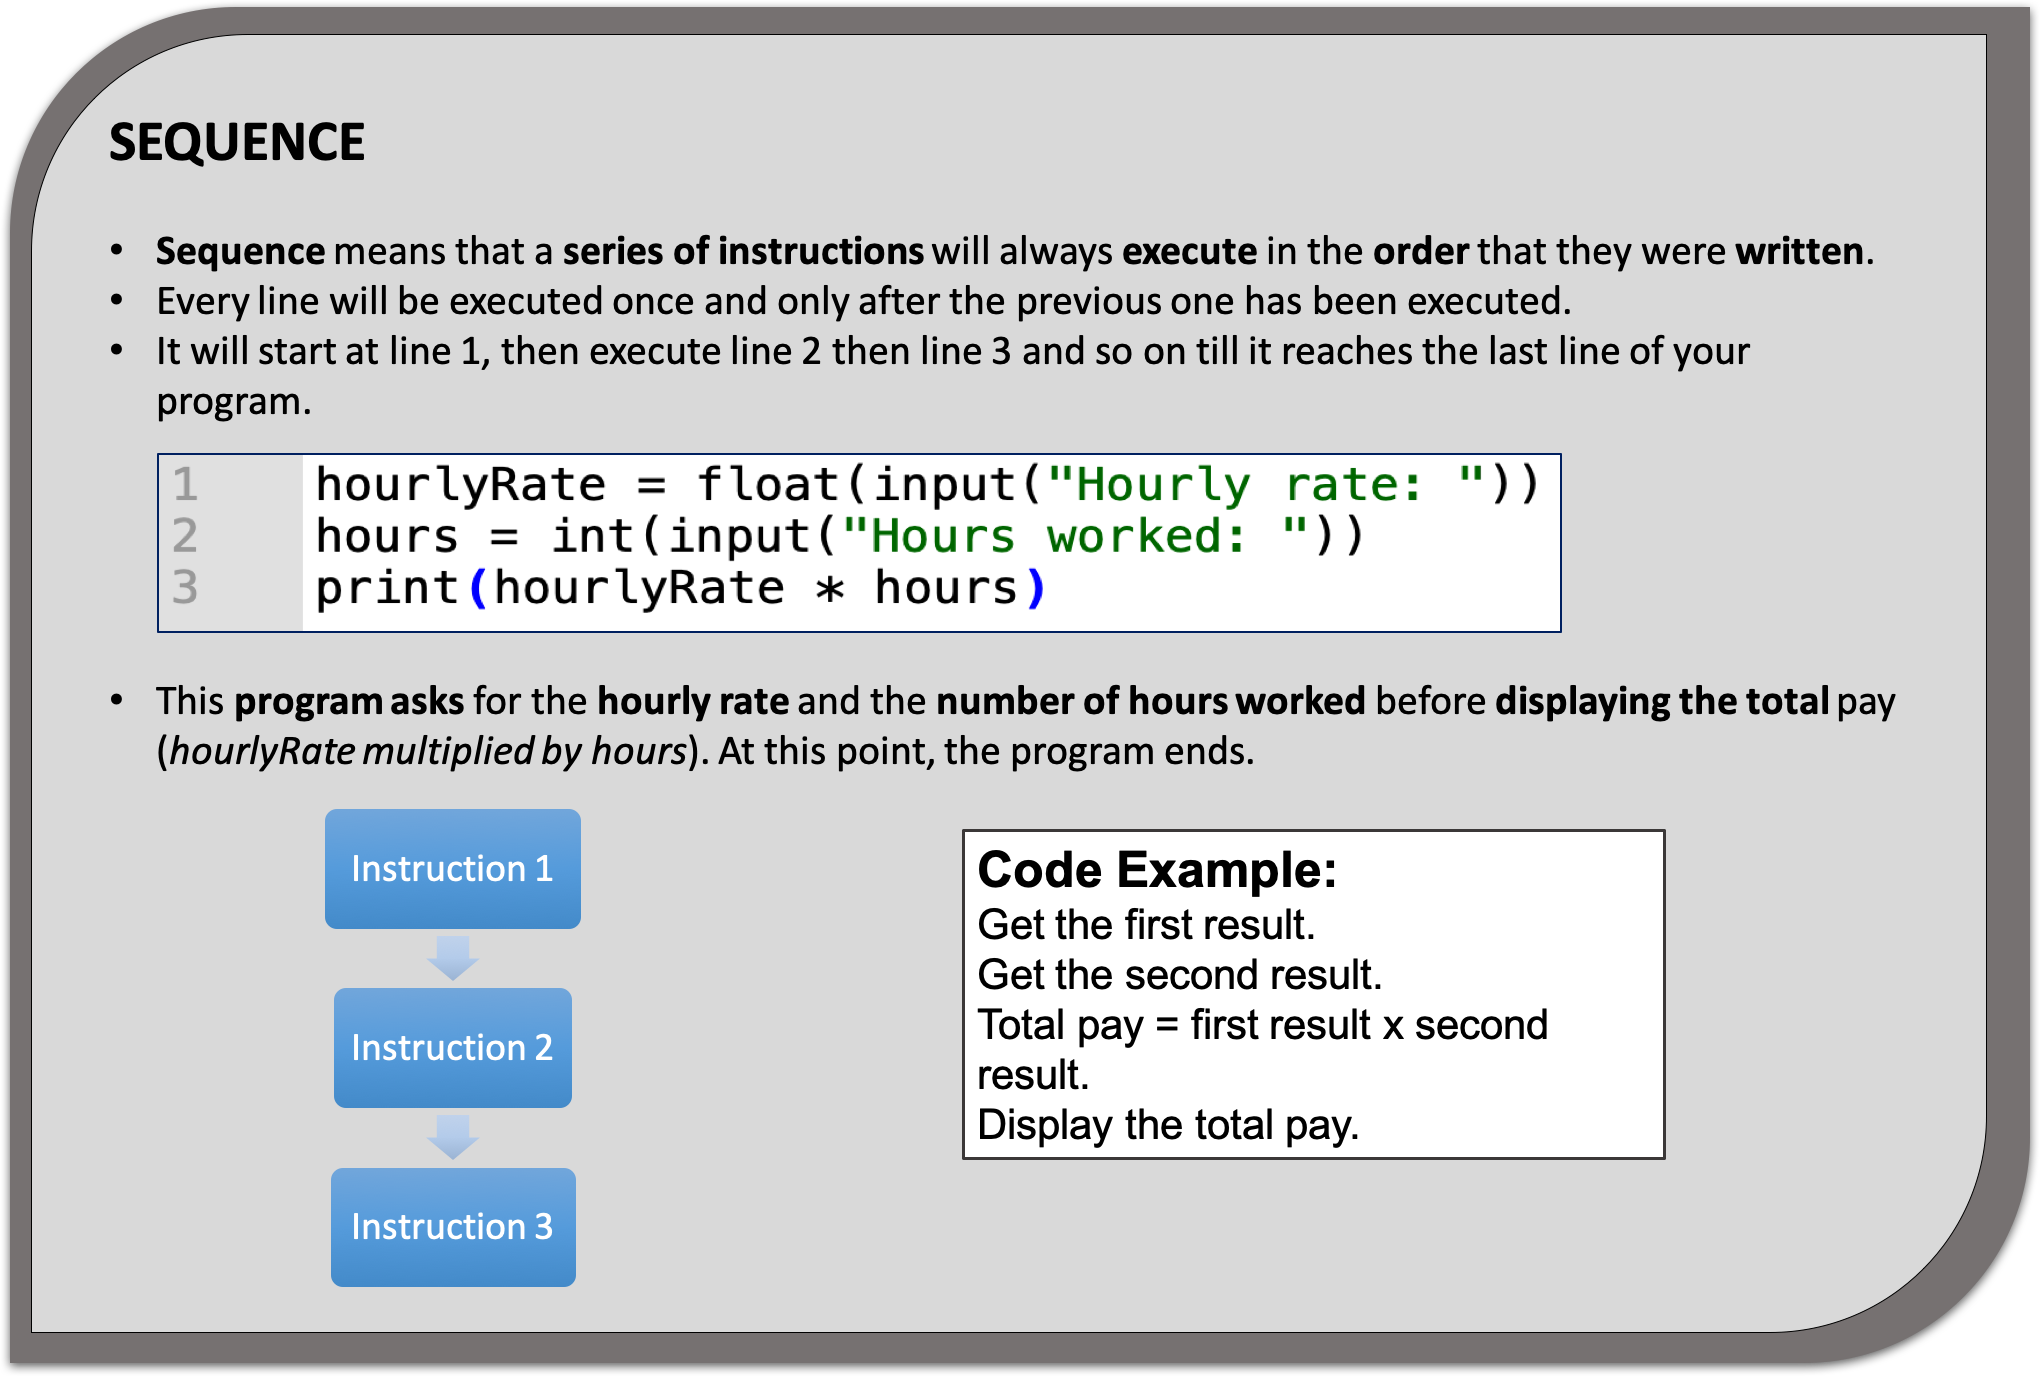 SEQUENCE
• Sequence means that a series of instructions will always execute in the order that they were written.
• Every line will be executed once and only after the previous one has been executed.
• It will start at line 1, then execute line 2 then line 3 and so on till it reaches the last line of your
program.
1 hourlyRate = float(input("Hourly rate: "))
2 hours = int(input("Hours worked: "))
3 print(hourlyRate * hours)
• This program asks for the hourly rate and the number of hours worked before displaying the total pay
(hourlyRate multiplied by hours). At this point, the program ends.
Instruction 1
Instruction 2
Instruction 3
Code Example:
Get the first result.
Get the second result.
Total pay = first result x second
result.
Display the total pay.